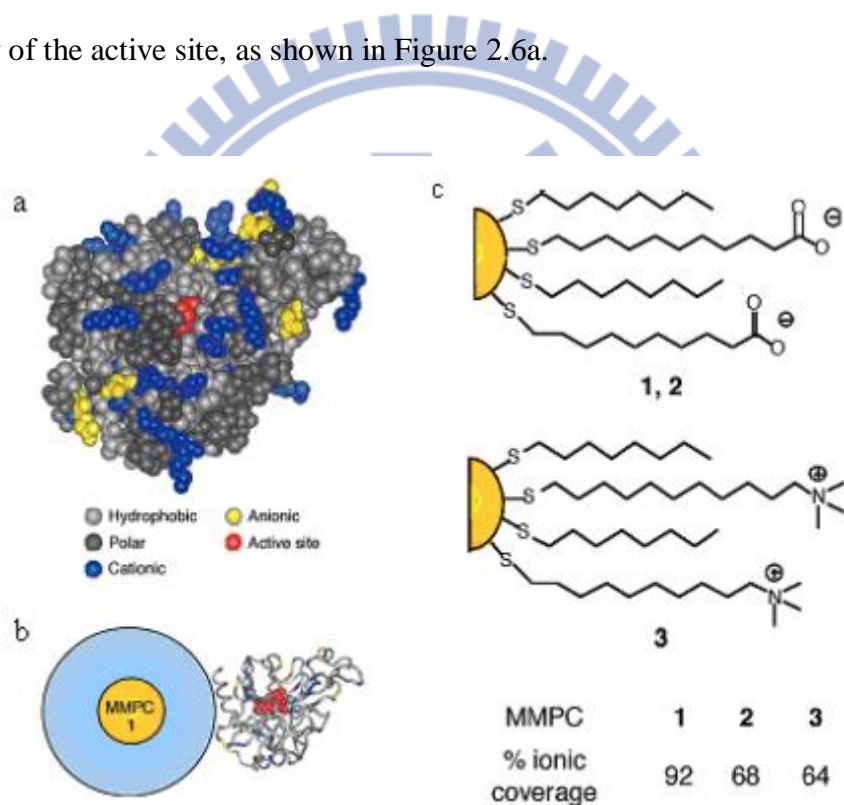 of the active site, as shown in Figure 2.6a.
a
Hydrophobic
Anionic
Polar
Active site
Cationic
b
MMPC
1
c
S
S
S
S
O
O
⊖
O
O
⊖
1, 2
S
S
S
S
N
⊕
N
⊕
3
MMPC 1 2 3
% ionic
coverage 92 68 64